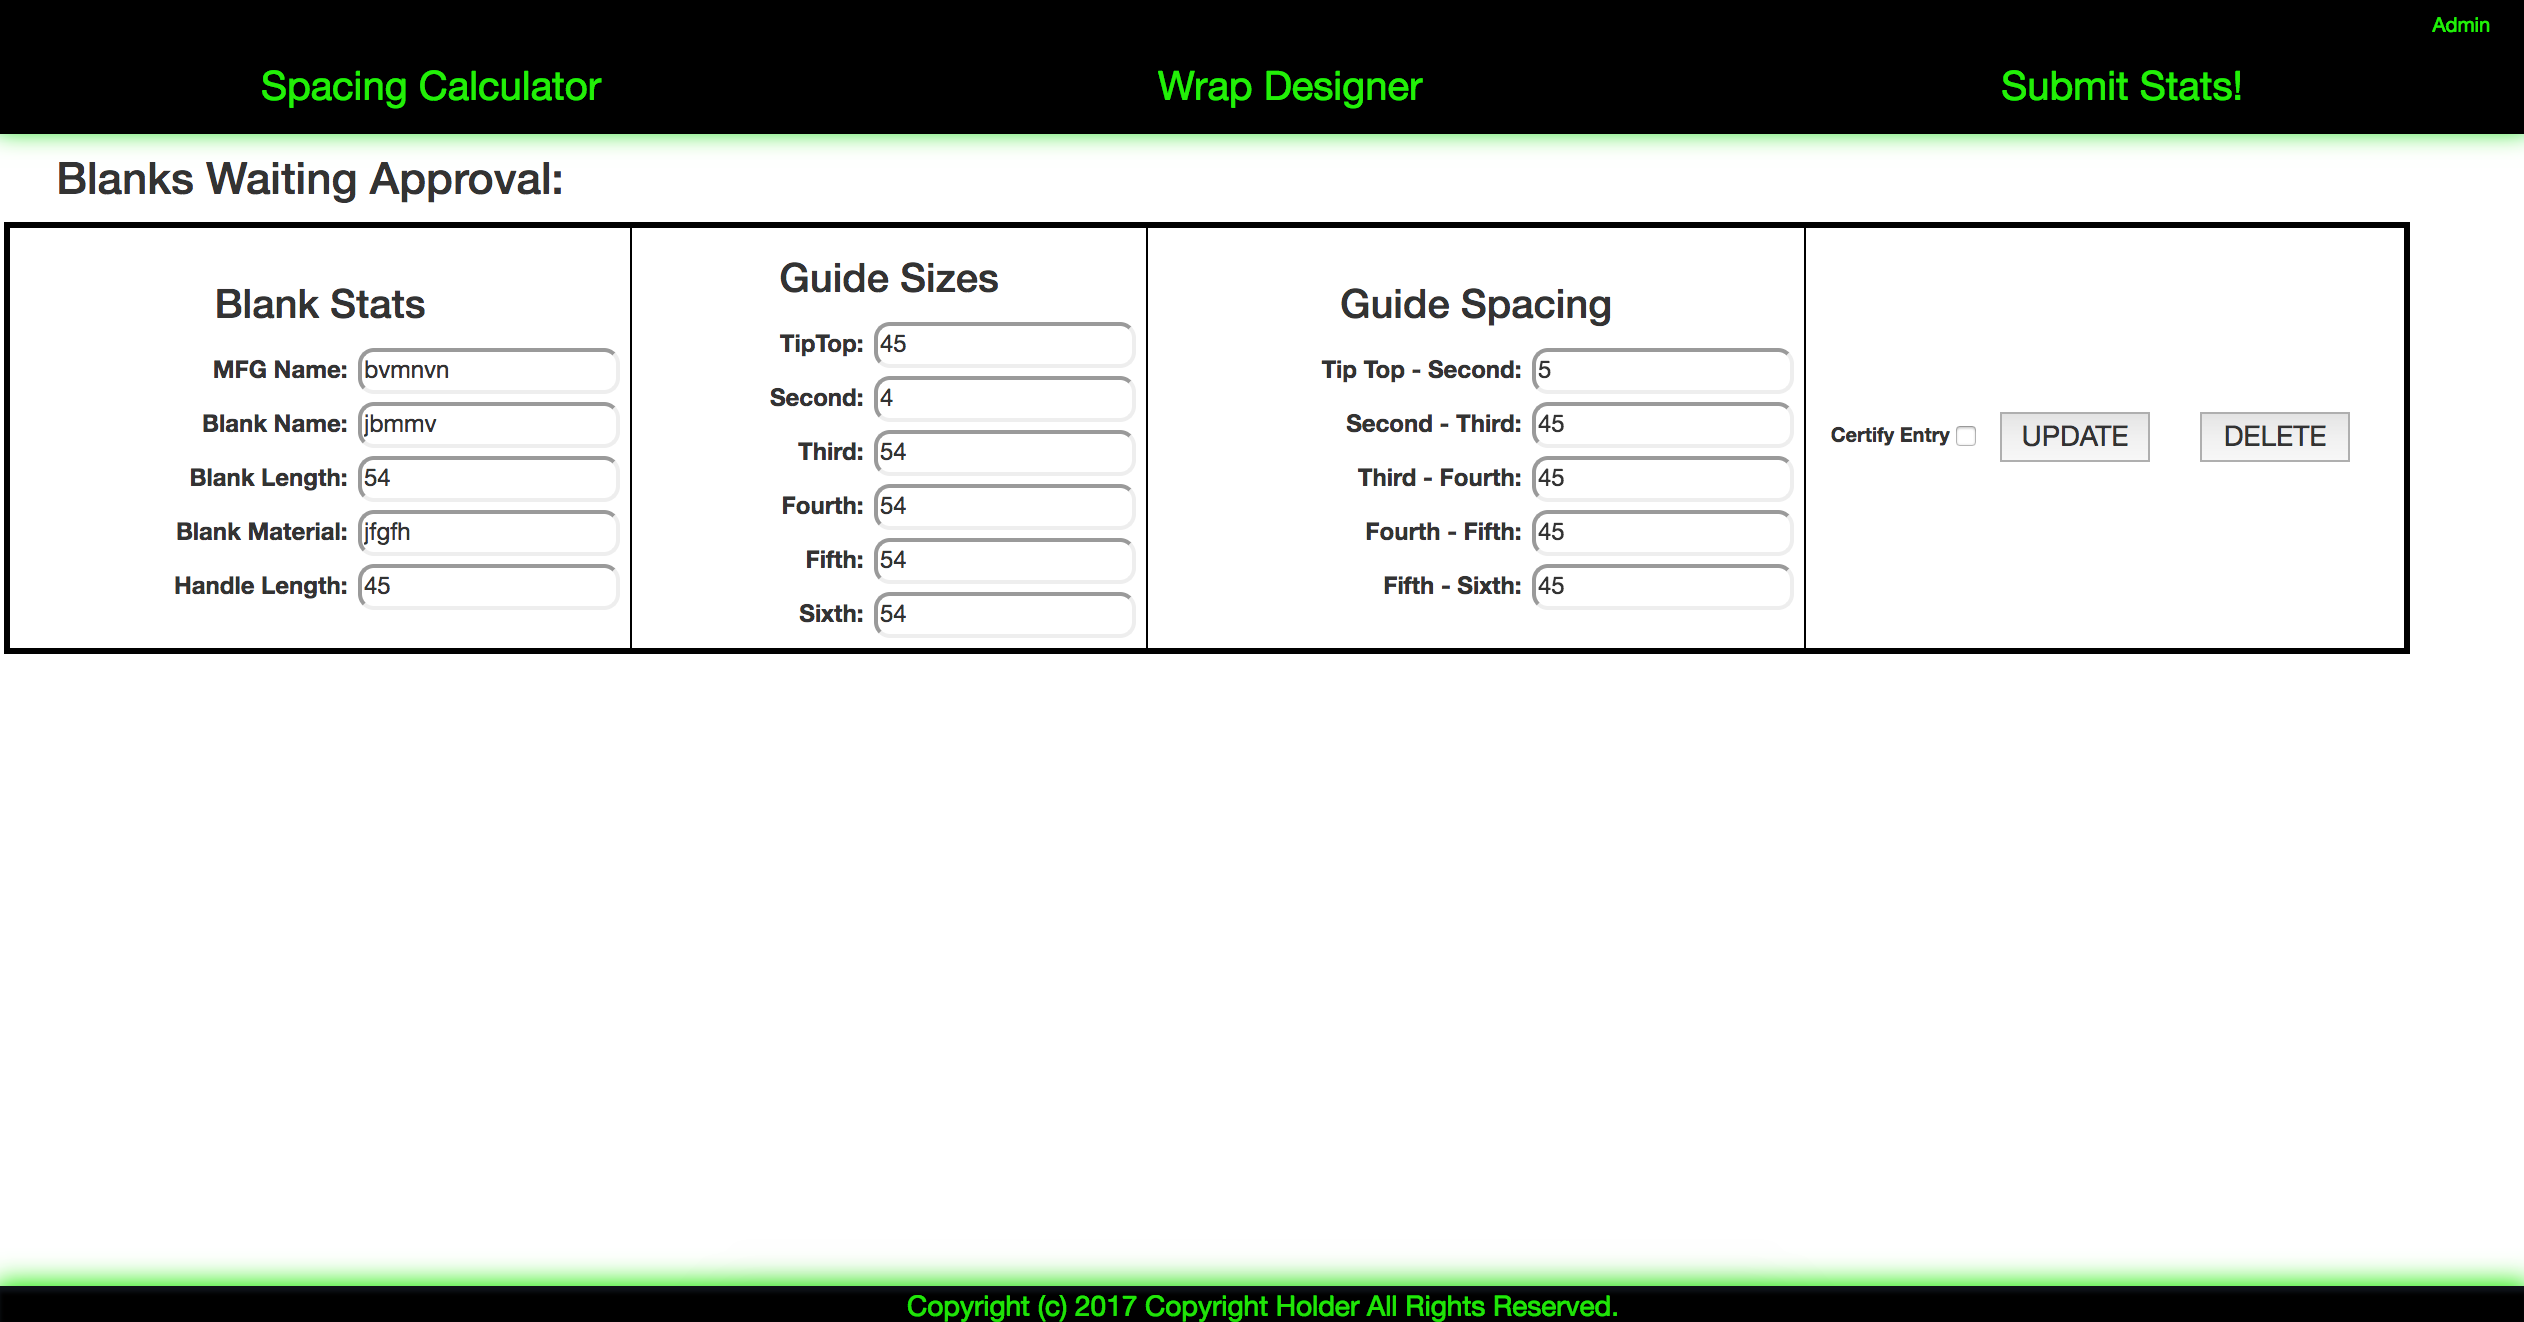 Admin
Spacing Calculator Wrap Designer Submit Stats!
Blanks Waiting Approval:
Blank Stats
MFG Name: bvmnvn
Blank Name: jbmmv
Blank Length: 54
Blank Material: jfgfh
Handle Length: 45
Guide Sizes
TipTop: 45
Second: 4
Third: 54
Fourth: 54
Fifth: 54
Sixth: 54
Guide Spacing
Tip Top - Second: 5
Second - Third: 45
Third - Fourth: 45
Fourth - Fifth: 45
Fifth - Sixth: 45
Certify Entry UPDATE DELETE
Copyright (c) 2017 Copyright Holder All Rights Reserved.